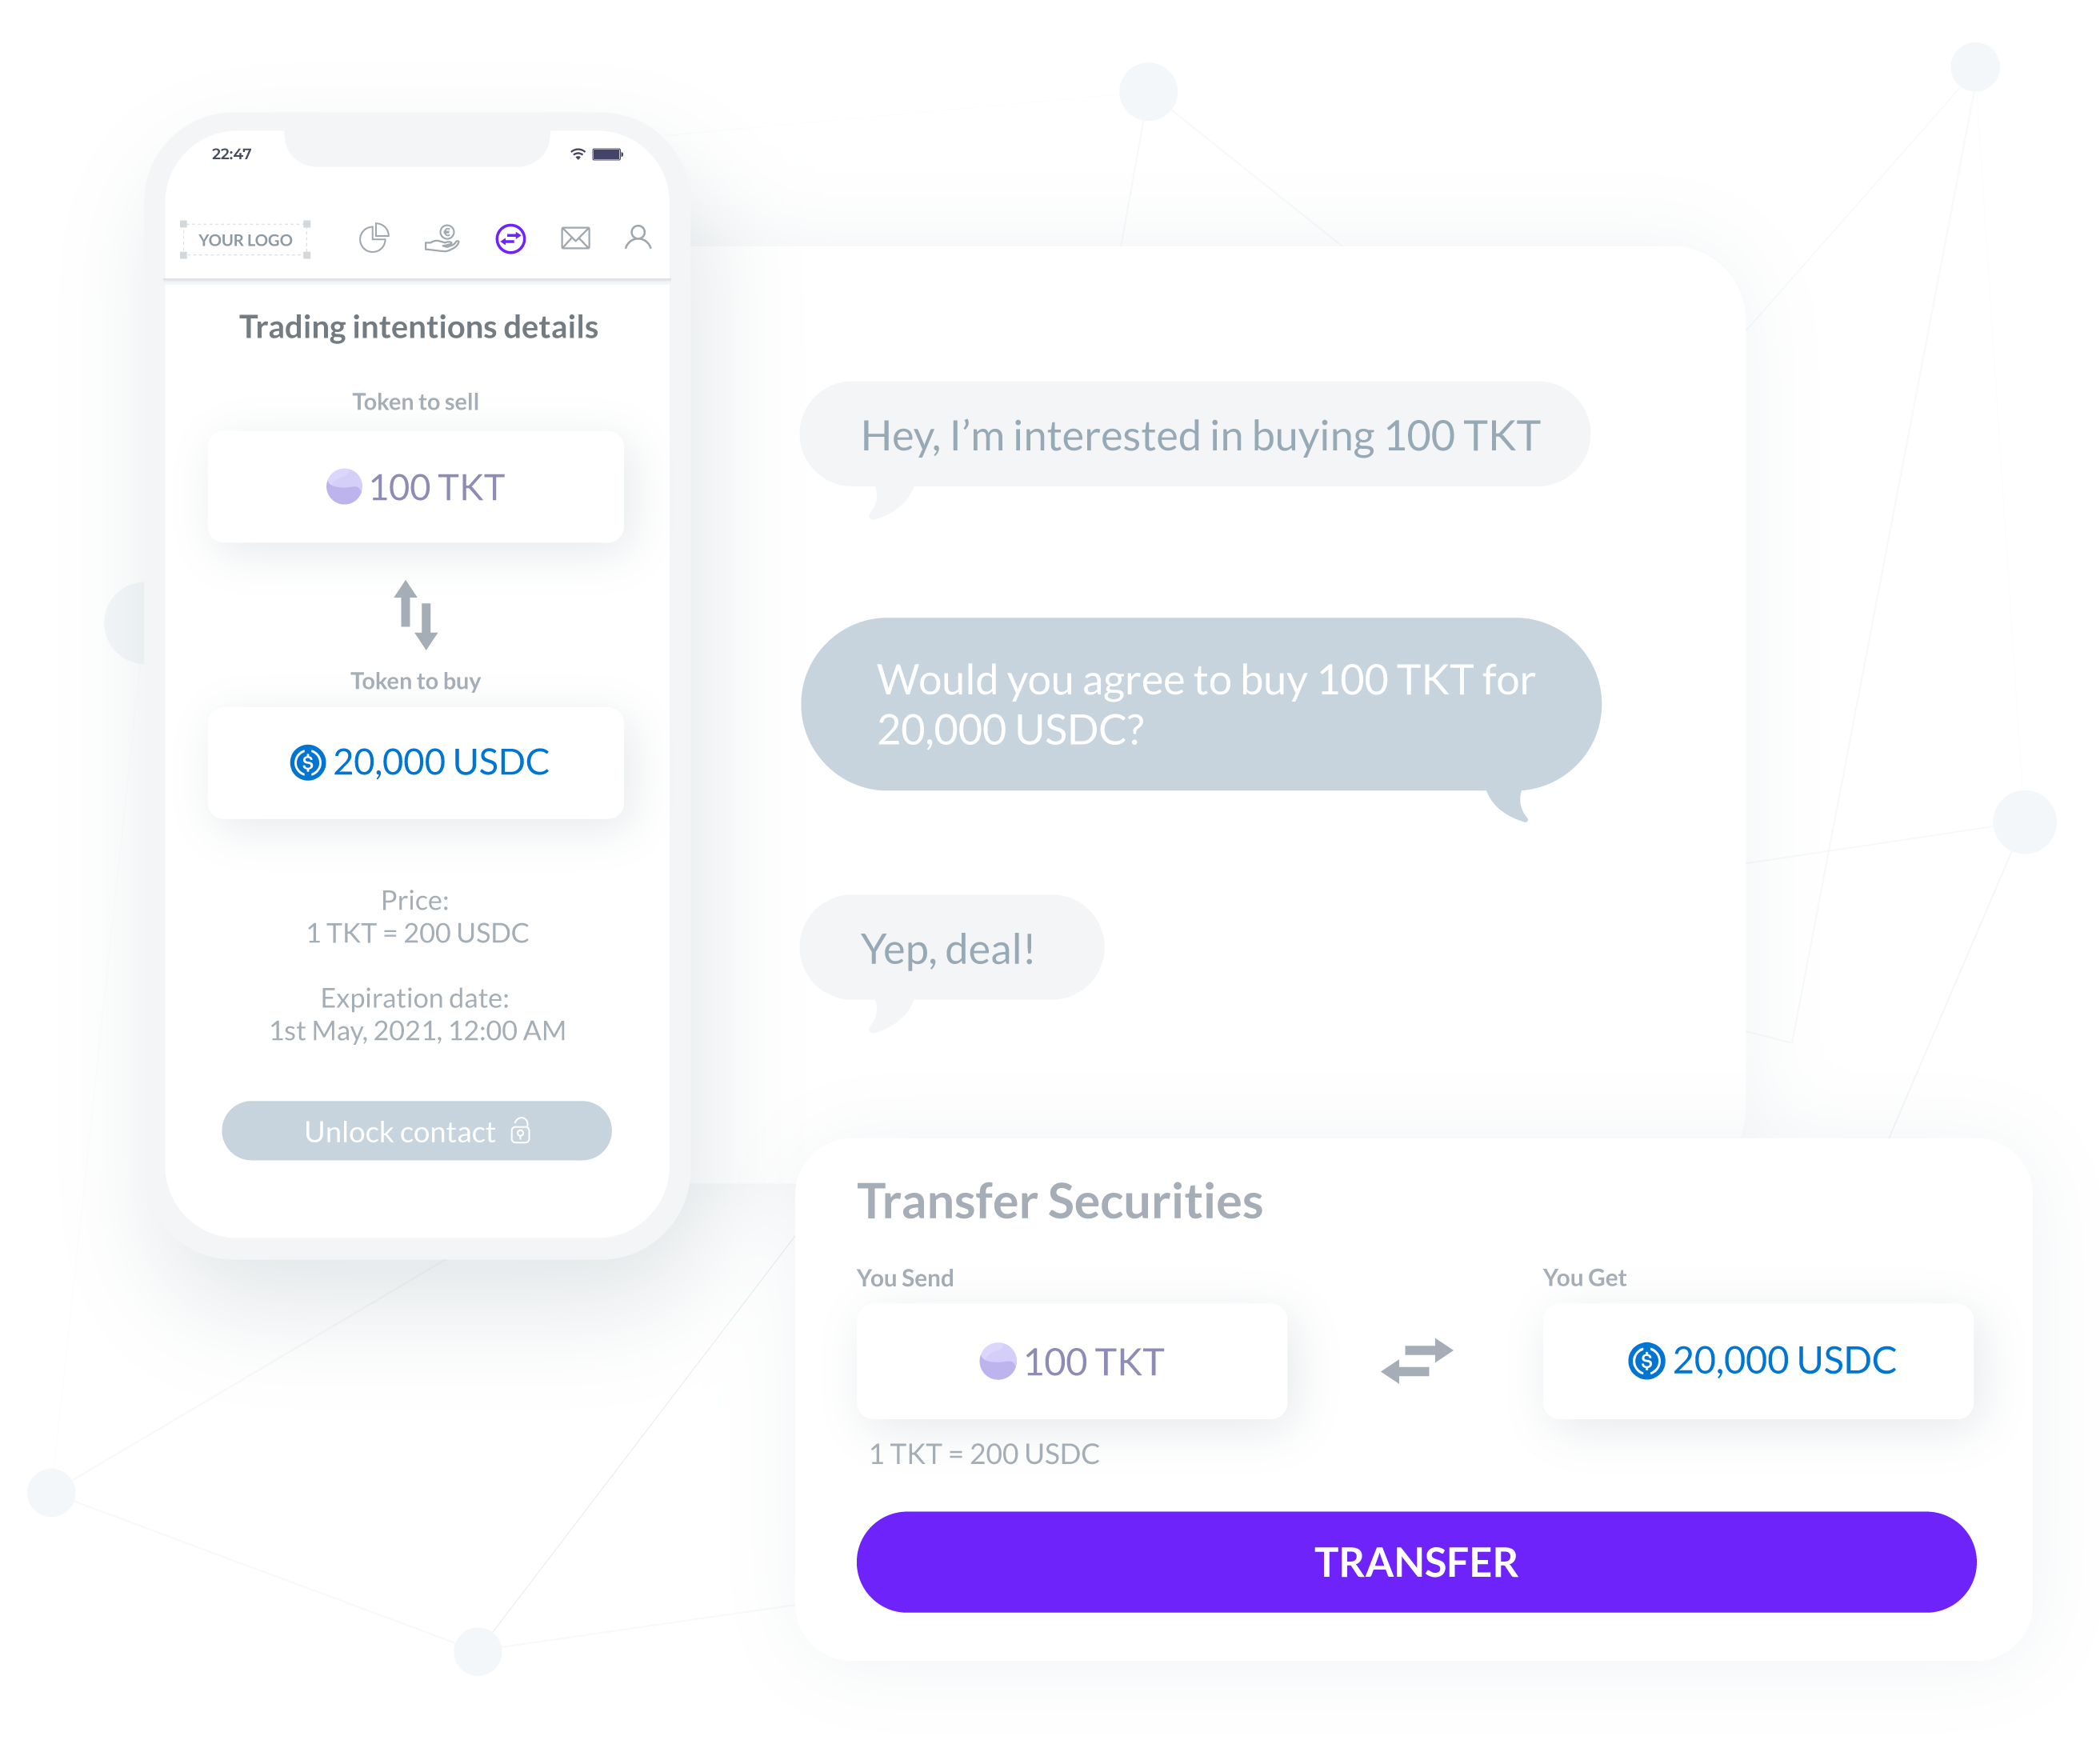 22:47
YOUR LOGO
Trading intentions details
Token to sell
100 TKT
Token to buy
20,000 USDC
Price:
1 TKT = 200 USDC
Expiration date:
1st May, 2021, 12:00 AM
Unlock contact
Hey, I’m interested in buying 100 TKT
Would you agree to buy 100 TKT for
20,000 USDC?
Yep, deal!
Transfer Securities
You Send
You Get
100 TKT
20,000 USDC
1 TKT = 200 USDC
TRANSFER